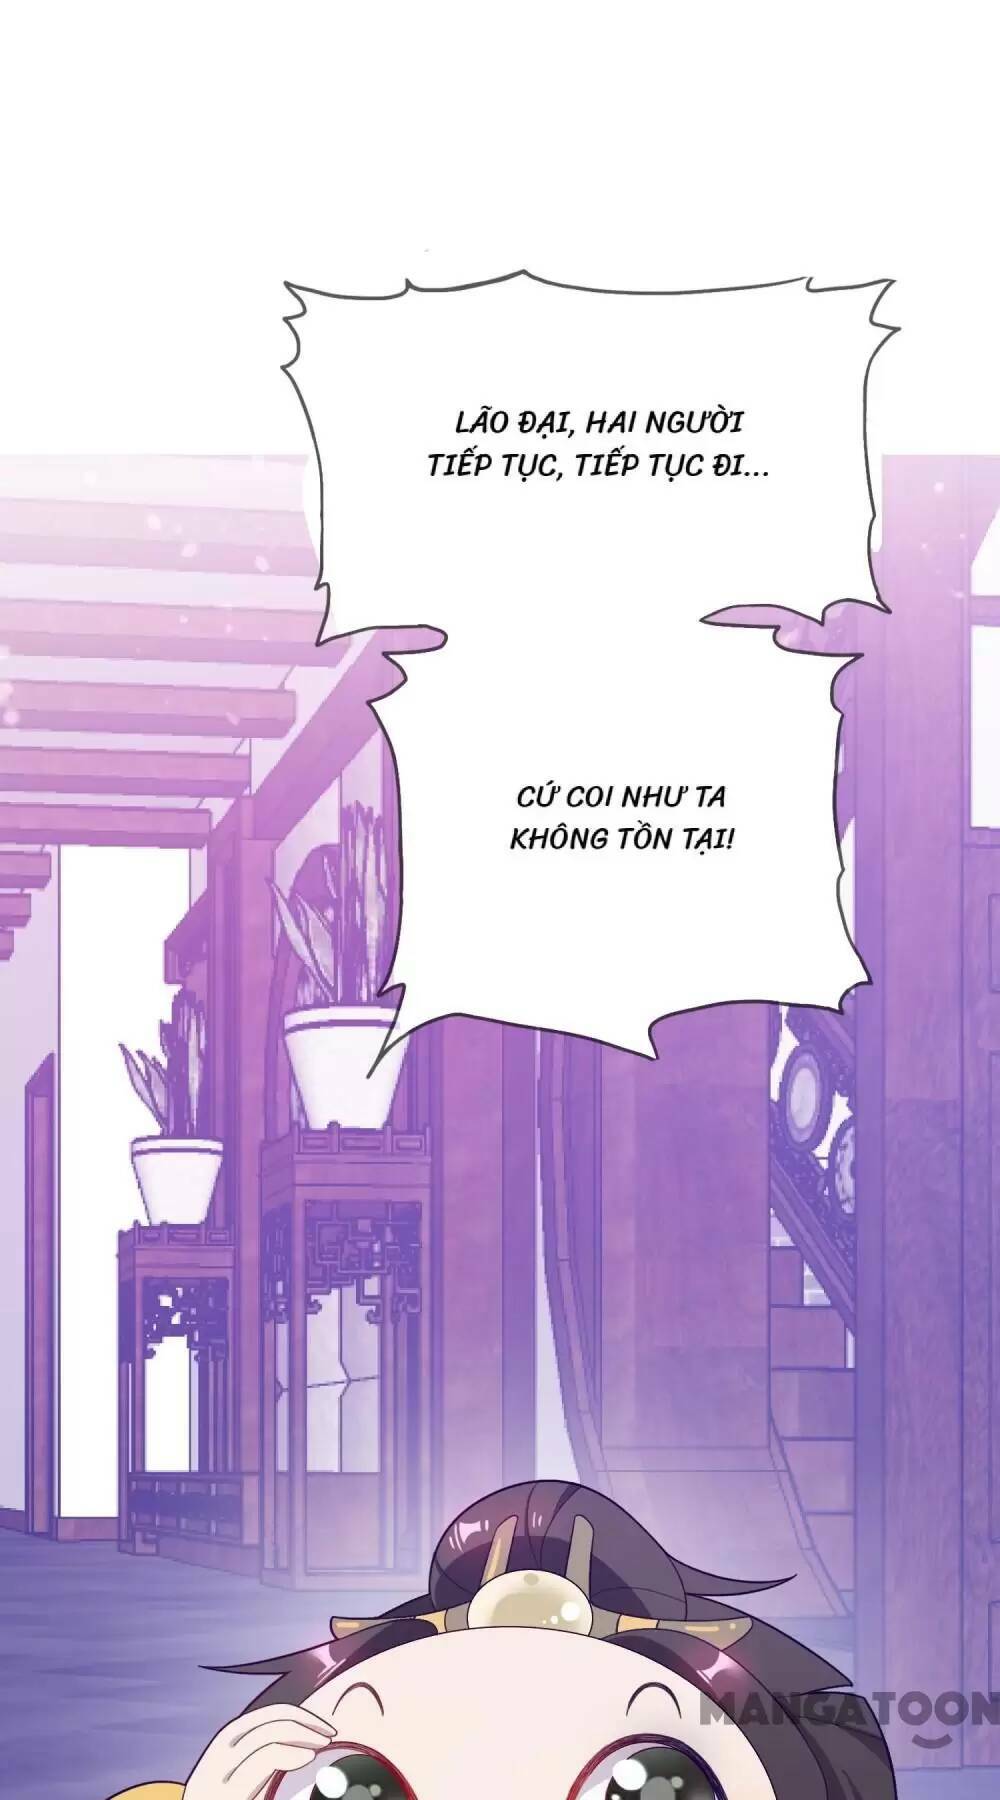 LÃO ĐẠI, HAI NGƯỜI
TIẾP TỤC, TIẾP TỤC ĐI...
CỨ COI NHƯ TA
KHÔNG TỒN TẠI!
MANGATOON